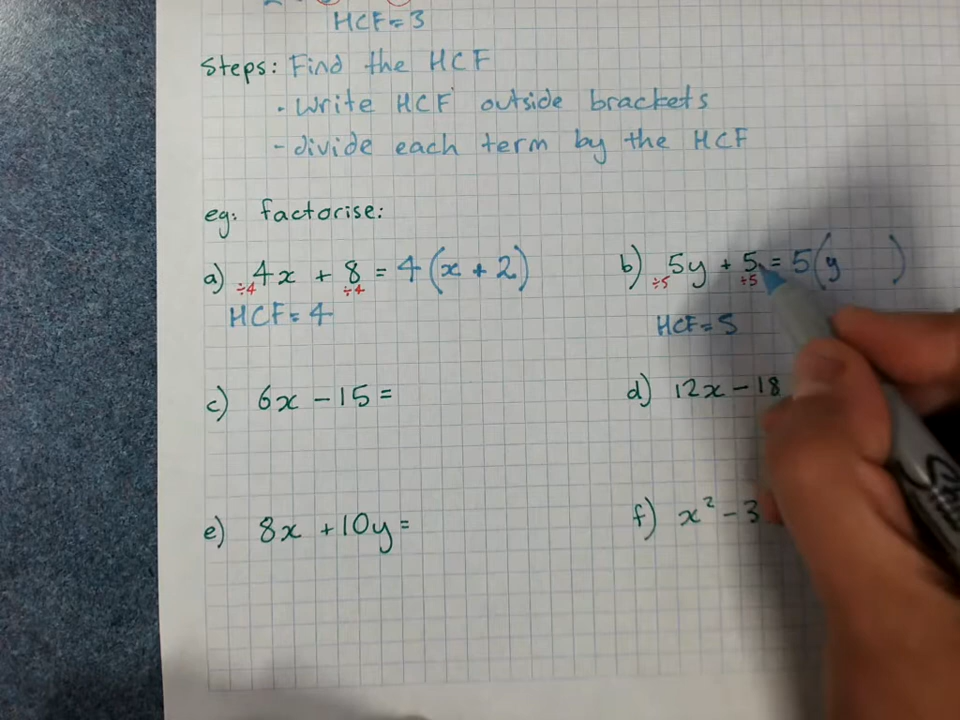 HCF=3
Steps: Find the HCF
· Write HCF outside brackets
- divide each term by the HCF
eg: factorise:
a) 4x + 8 = 4(x + 2)
÷4 ÷4
HCF = 4
b) 5y + 5 = 5(y )
÷5 ÷5
HCF = 5
c) 6x - 15 =
d) 12x - 18
e) 8x + 10y =
f) x² - 3